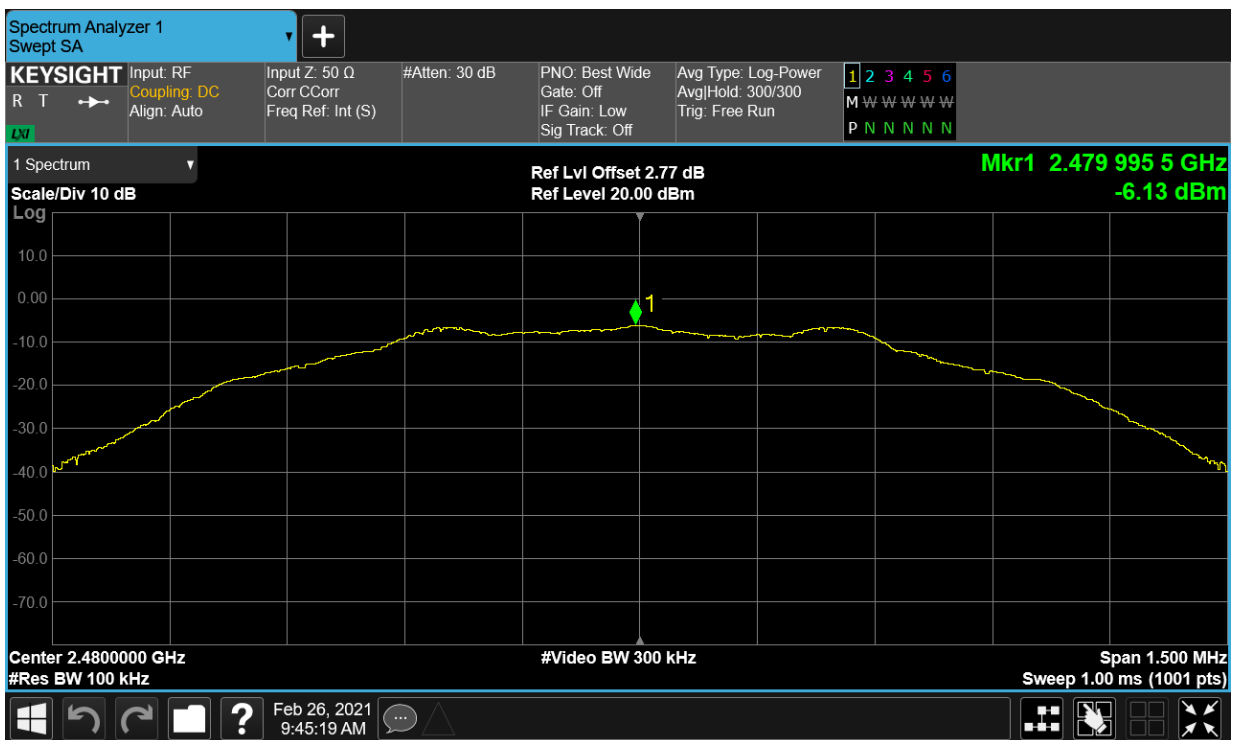 Spectrum Analyzer 1
Swept SA
KEYSIGHT
R T
LXI
Input: RF
Coupling: DC
Align: Auto
Input Z: 50 Ω
Corr CCorr
Freq Ref: Int (S)
#Atten: 30 dB
PNO: Best Wide
Gate: Off
IF Gain: Low
Sig Track: Off
Avg Type: Log-Power
Avg|Hold: 300/300
Trig: Free Run
1 2 3 4 5 6
M W W W W W
P N N N N N
1 Spectrum
Scale/Div 10 dB
Log
Ref Lvl Offset 2.77 dB
Ref Level 20.00 dBm
Mkr1 2.479 995 5 GHz
-6.13 dBm
10.0
0.00
1
-10.0
-20.0
-30.0
-40.0
-50.0
-60.0
-70.0
Center 2.4800000 GHz
#Res BW 100 kHz
#Video BW 300 kHz
Span 1.500 MHz
Sweep 1.00 ms (1001 pts)
?
Feb 26, 2021
9:45:19 AM